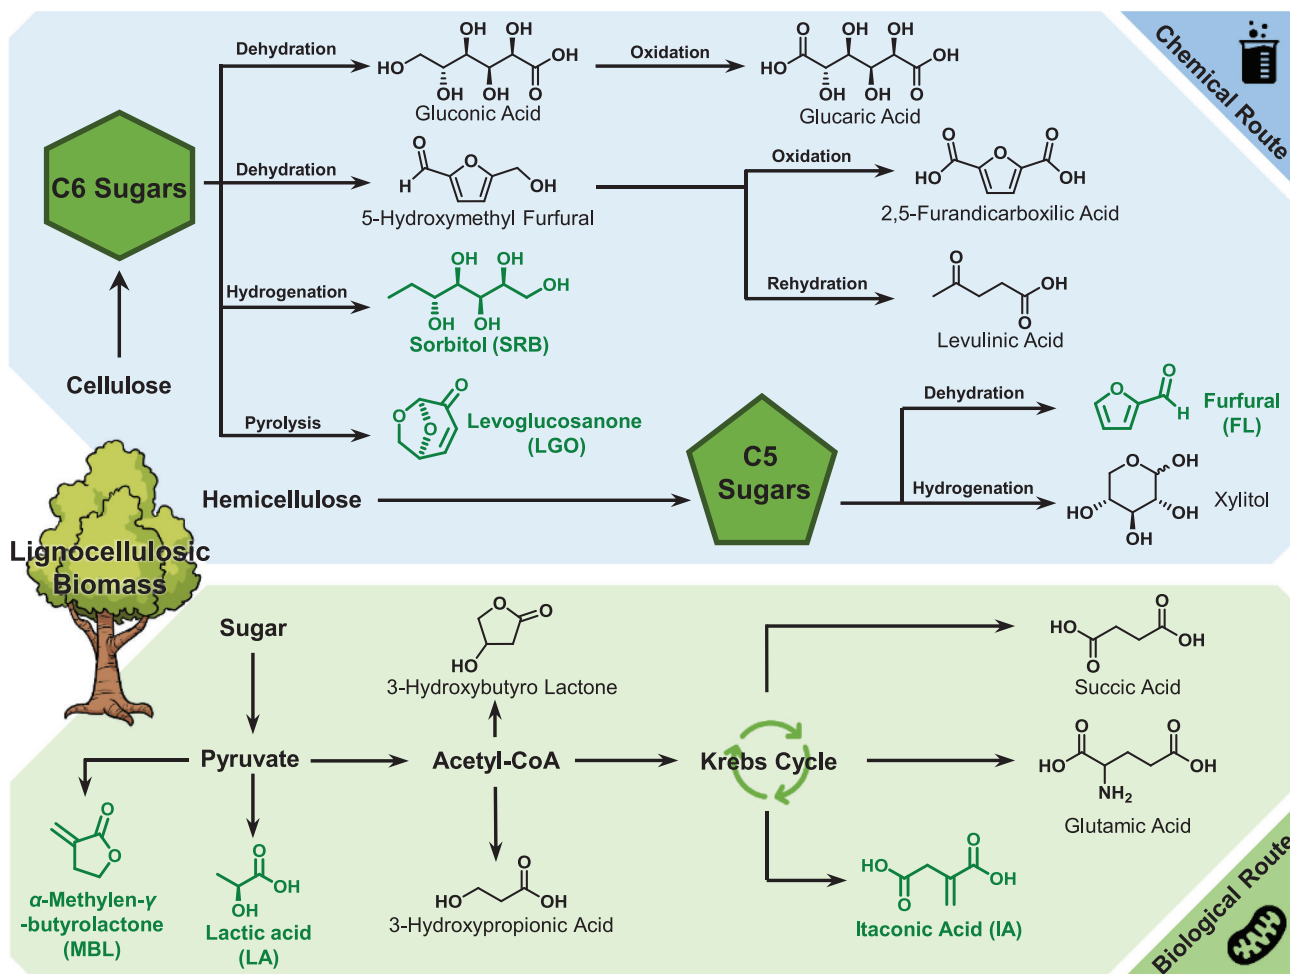 Chemical Route
Dehydration
HO
OH
OH
OH
OH
O
OH
Gluconic Acid
Oxidation
O
HO
OH
OH
OH
OH
OH
O
Glucaric Acid
C6 Sugars
Dehydration
O
H
O
OH
5-Hydroxymethyl Furfural
Oxidation
O
HO
O
O
OH
2,5-Furandicarboxilic Acid
Hydrogenation
OH
OH
OH
OH
OH
Sorbitol (SRB)
Rehydration
O
OH
O
Levulinic Acid
Cellulose
Pyrolysis
O
O
O
Levoglucosanone
(LGO)
Hemicellulose
C5
Sugars
Dehydration
O
O
H
Furfural
(FL)
Hydrogenation
O
OH
HO
OH
OH
Xylitol
Lignocellulosic
Biomass
Sugar
O
O
HO
3-Hydroxybutyro Lactone
O
HO
OH
O
Succic Acid
Pyruvate
Acetyl-CoA
Krebs Cycle
O
HO
NH2
O
OH
Glutamic Acid
O
O
α-Methylen-γ
-butyrolactone
(MBL)
O
OH
OH
Lactic acid
(LA)
O
HO
OH
3-Hydroxypropionic Acid
HO
O
O
OH
Itaconic Acid (IA)
Biological Route